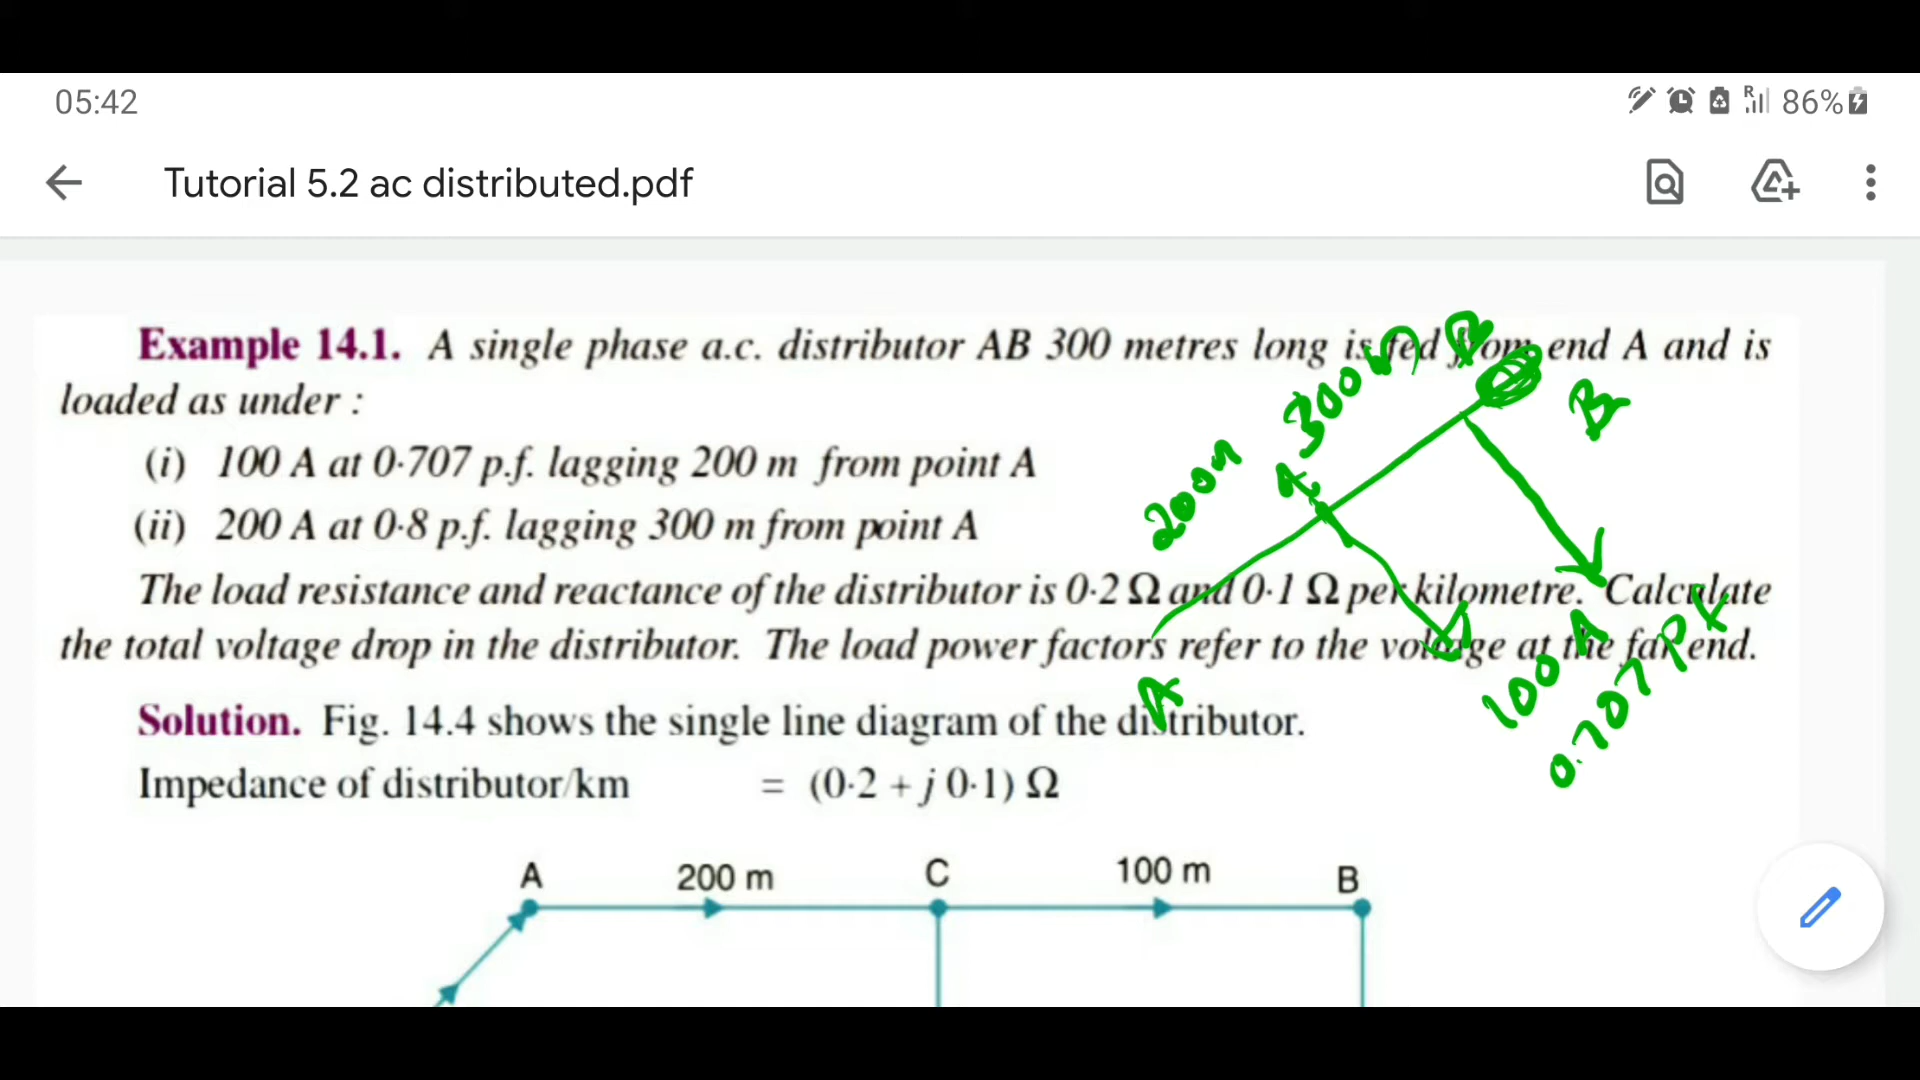 05:42
R 86%
Tutorial 5.2 ac distributed.pdf
Example 14.1. A single phase a.c. distributor AB 300 metres long is fed from end A and is
loaded as under :
(i) 100 A at 0·707 p.f. lagging 200 m from point A
(ii) 200 A at 0·8 p.f. lagging 300 m from point A
The load resistance and reactance of the distributor is 0·2 Ω and 0·1 Ω per kilometre. Calculate
the total voltage drop in the distributor. The load power factors refer to the voltage at the far end.
Solution. Fig. 14.4 shows the single line diagram of the distributor.
Impedance of distributor/km = (0·2 + j 0·1) Ω
A 200 m C 100 m B
300m B
B
200m
A
100 A
0.707 Pf